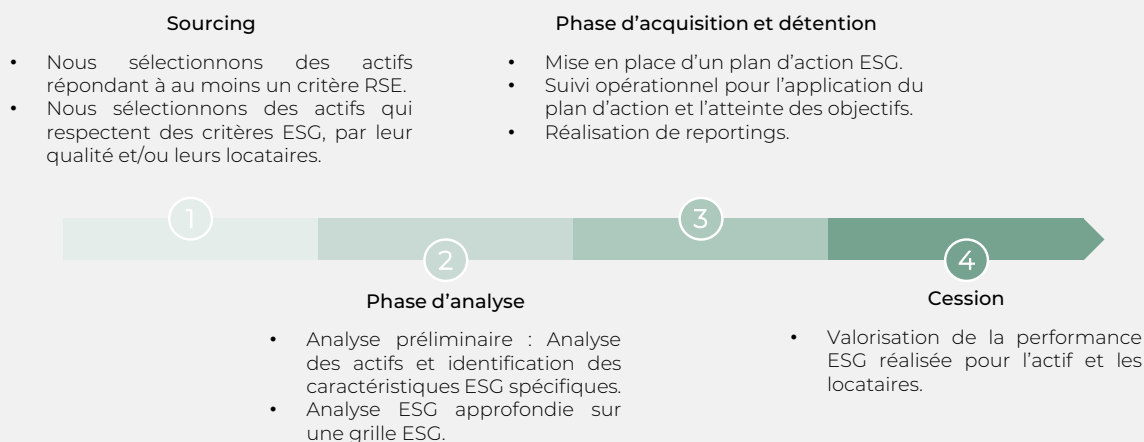 Sourcing
• Nous sélectionnons des actifs
répondant à au moins un critère RSE.
• Nous sélectionnons des actifs qui
respectent des critères ESG, par leur
qualité et/ou leurs locataires.
Phase d’acquisition et détention
• Mise en place d’un plan d’action ESG.
• Suivi opérationnel pour l’application du
plan d’action et l’atteinte des objectifs.
• Réalisation de reportings.
1
2
3
4
Phase d’analyse
• Analyse préliminaire : Analyse
des actifs et identification des
caractéristiques ESG spécifiques.
• Analyse ESG approfondie sur
une grille ESG.
Cession
• Valorisation de la performance
ESG réalisée pour l’actif et les
locataires.